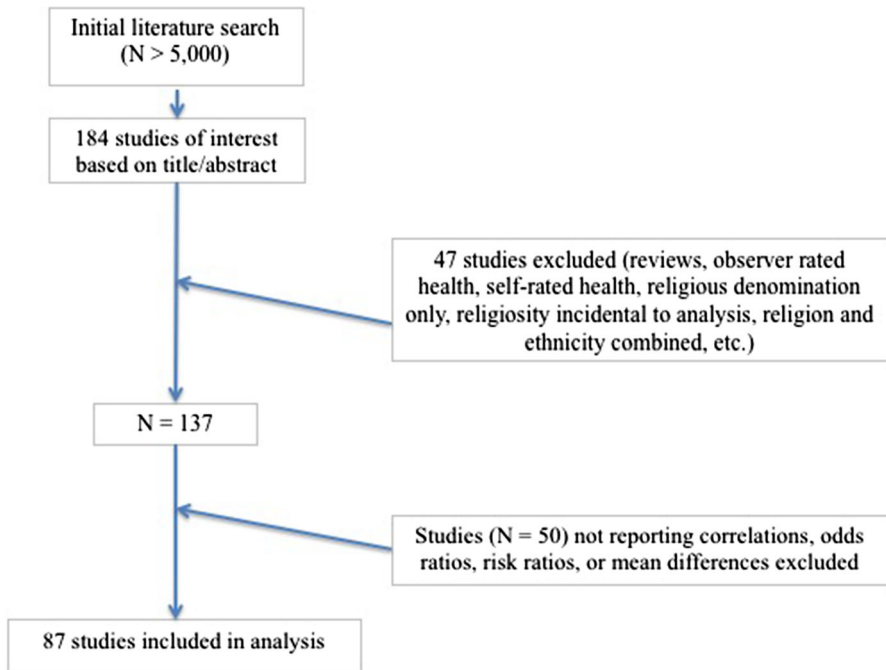 Initial literature search
(N > 5,000)
184 studies of interest
based on title/abstract
47 studies excluded (reviews, observer rated
health, self-rated health, religious denomination
only, religiosity incidental to analysis, religion and
ethnicity combined, etc.)
N = 137
Studies (N = 50) not reporting correlations, odds
ratios, risk ratios, or mean differences excluded
87 studies included in analysis